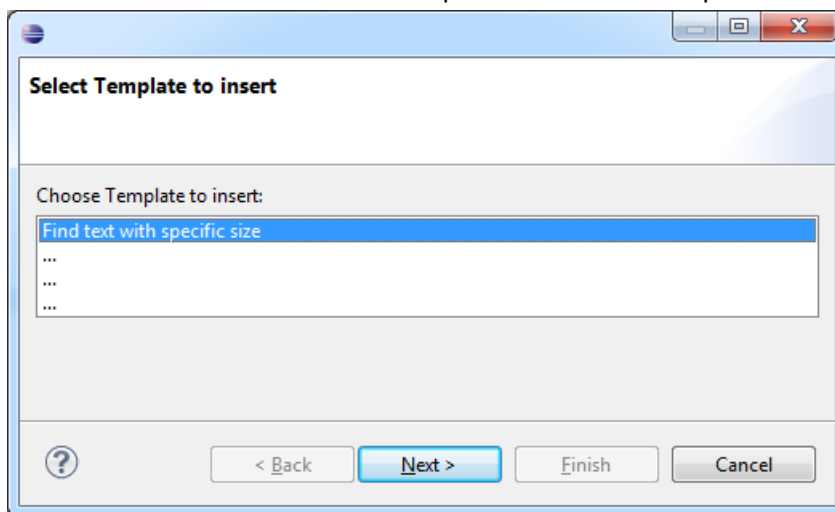 Select Template to insert
Choose Template to insert:
Find text with specific size
...
...
...
< Back Next > Finish Cancel